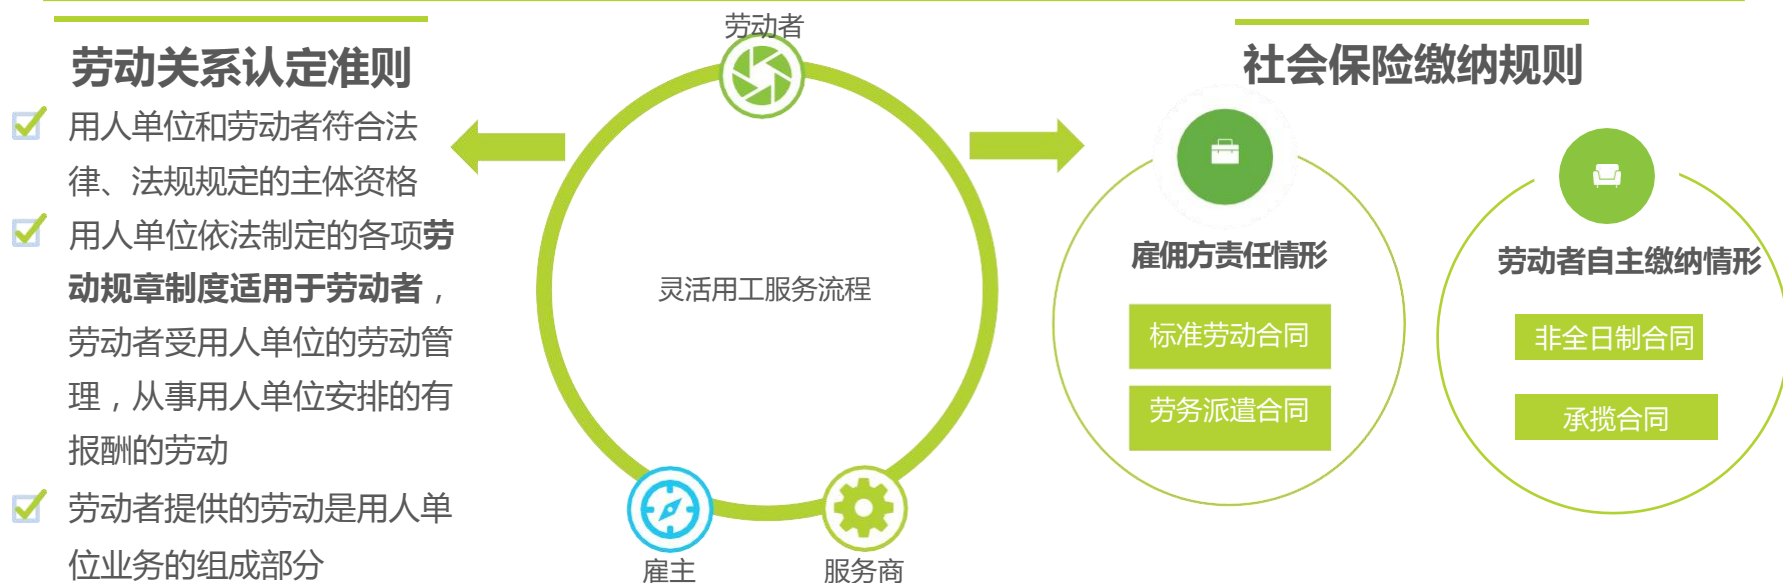 劳动关系认定准则
用人单位和劳动者符合法
律、法规规定的主体资格
用人单位依法制定的各项劳
动规章制度适用于劳动者，
劳动者受用人单位的劳动管
理，从事用人单位安排的有
报酬的劳动
劳动者提供的劳动是用人单
位业务的组成部分
劳动者
灵活用工服务流程
雇主
服务商
社会保险缴纳规则
雇佣方责任情形
标准劳动合同
劳务派遣合同
劳动者自主缴纳情形
非全日制合同
承揽合同